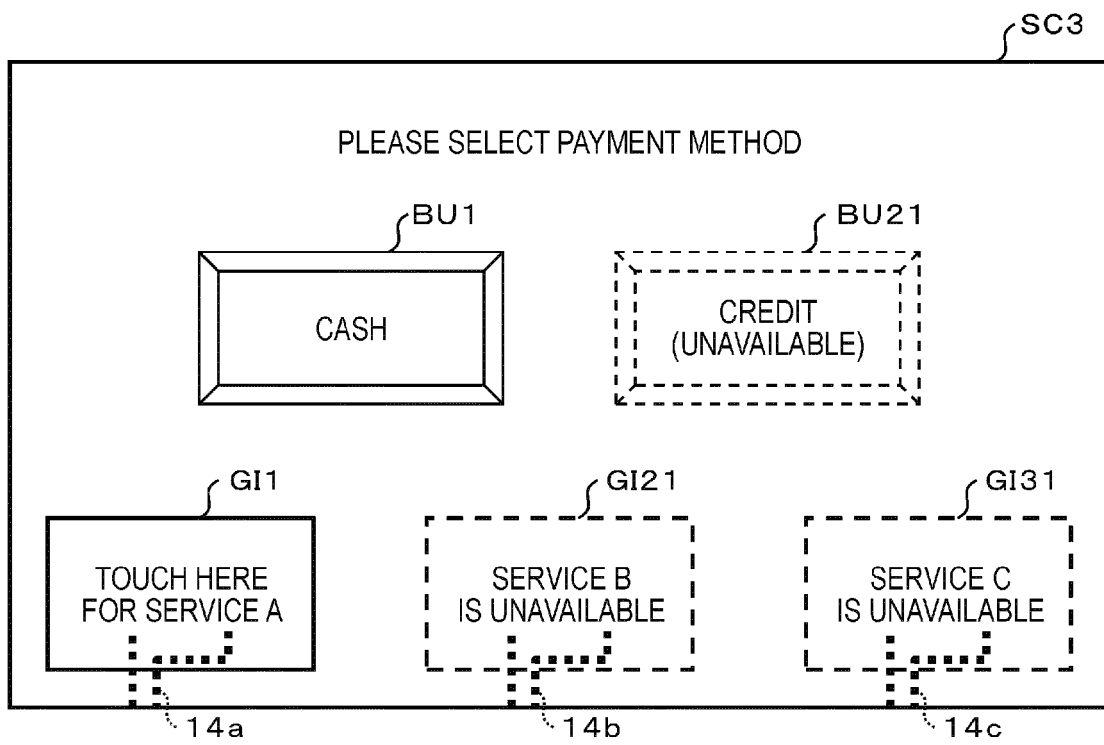 SC3
PLEASE SELECT PAYMENT METHOD
BU1
BU21
CASH
CREDIT
(UNAVAILABLE)
GI1
GI21
GI31
TOUCH HERE
FOR SERVICE A
SERVICE B
IS UNAVAILABLE
SERVICE C
IS UNAVAILABLE
14a
14b
14c